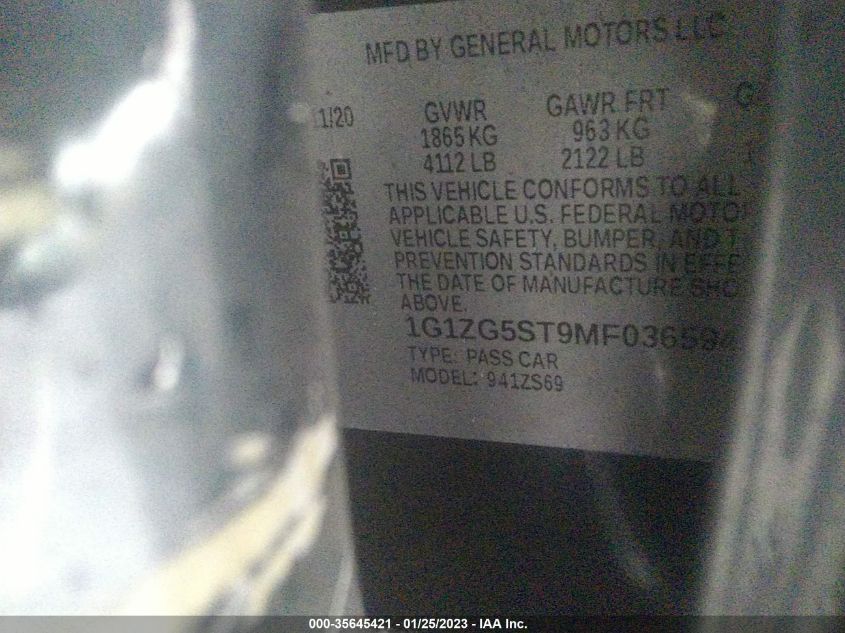 MFD BY GENERAL MOTORS LLC
11/20 GVWR GAWR FRT
1865 KG 963 KG
4112 LB 2122 LB
THIS VEHICLE CONFORMS TO ALL
APPLICABLE U.S. FEDERAL MOTO
VEHICLE SAFETY, BUMPER, AND T
PREVENTION STANDARDS IN EFFE
THE DATE OF MANUFACTURE SHO
ABOVE.
1G1ZG5ST9MF036594
TYPE: PASS CAR
MODEL: 941ZS69
000-35645421 - 01/25/2023 - IAA Inc.